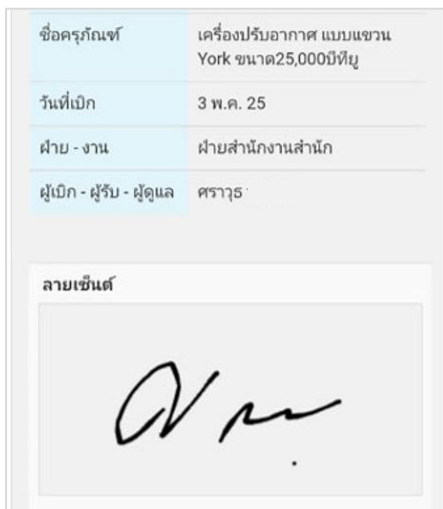 ชื่อครุภัณฑ์
เครื่องปรับอากาศ แบบแขวน
York ขนาด25,000บีทียู
วันที่เบิก
3 พ.ค. 25
ฝ่าย - งาน
ฝ่ายสำนักงานสำนัก
ผู้เบิก - ผู้รับ - ผู้ดูแล
ศราวุธ
ลายเซ็นต์